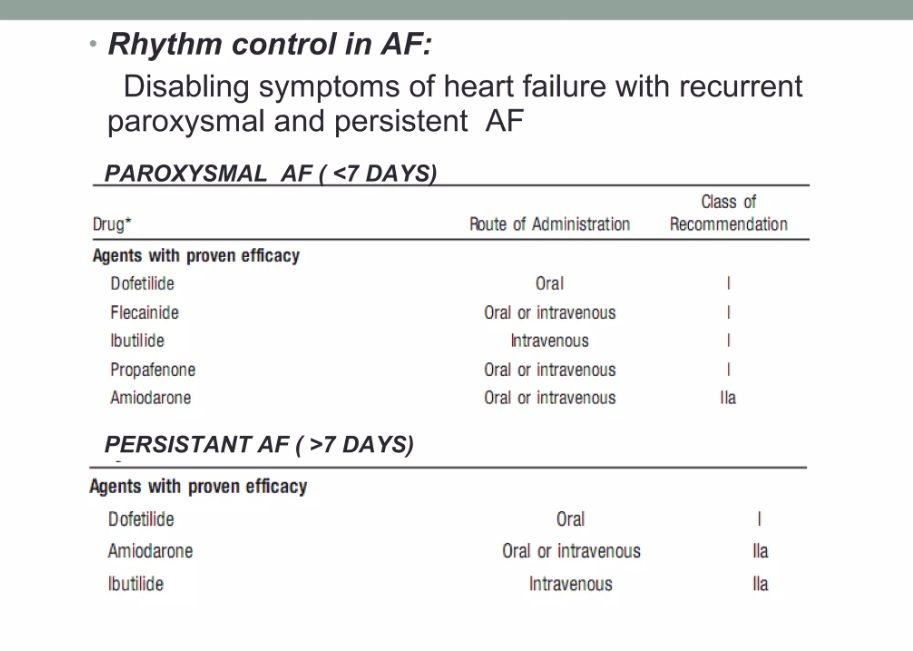 • Rhythm control in AF:
Disabling symptoms of heart failure with recurrent
paroxysmal and persistent AF
PAROXYSMAL AF ( <7 DAYS)
Drug* Route of Administration Class of Recommendation
Agents with proven efficacy
Dofetilide Oral I
Flecainide Oral or intravenous I
Ibutilide Intravenous I
Propafenone Oral or intravenous I
Amiodarone Oral or intravenous IIa
PERSISTANT AF ( >7 DAYS)
Agents with proven efficacy
Dofetilide Oral I
Amiodarone Oral or intravenous IIa
Ibutilide Intravenous IIa